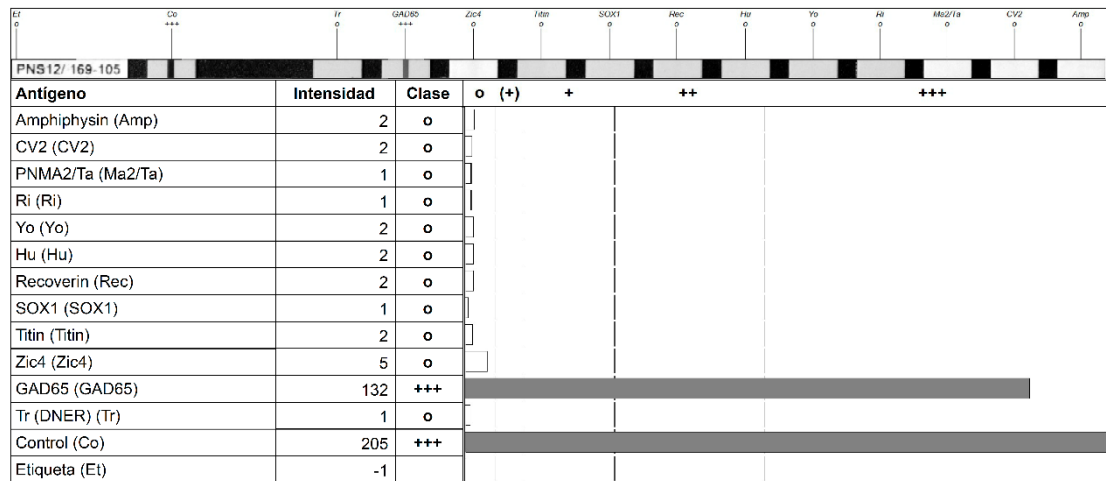 Et Co Tr GAD65 Zic4 Titin SOX1 Rec Hu Yo Ri Ma2/Ta CV2 Amp
o +++ o +++ o o o o o o o o o o
PNS12/ 169-105
Antígeno Intensidad Clase o (+) + ++ +++
Amphiphysin (Amp) 2 o
CV2 (CV2) 2 o
PNMA2/Ta (Ma2/Ta) 1 o
Ri (Ri) 1 o
Yo (Yo) 2 o
Hu (Hu) 2 o
Recoverin (Rec) 2 o
SOX1 (SOX1) 1 o
Titin (Titin) 2 o
Zic4 (Zic4) 5 o
GAD65 (GAD65) 132 +++
Tr (DNER) (Tr) 1 o
Control (Co) 205 +++
Etiqueta (Et) -1